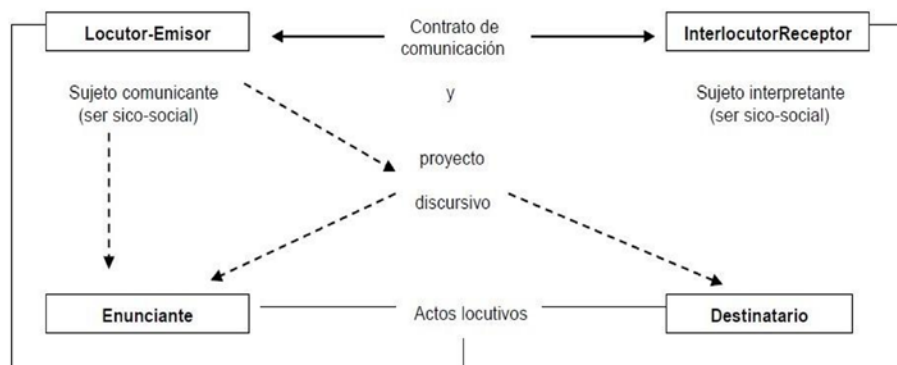 Locutor-Emisor
Contrato de
comunicación
InterlocutorReceptor
Sujeto comunicante
(ser sico-social)
y
Sujeto interpretante
(ser sico-social)
proyecto
discursivo
Enunciante
Actos locutivos
Destinatario